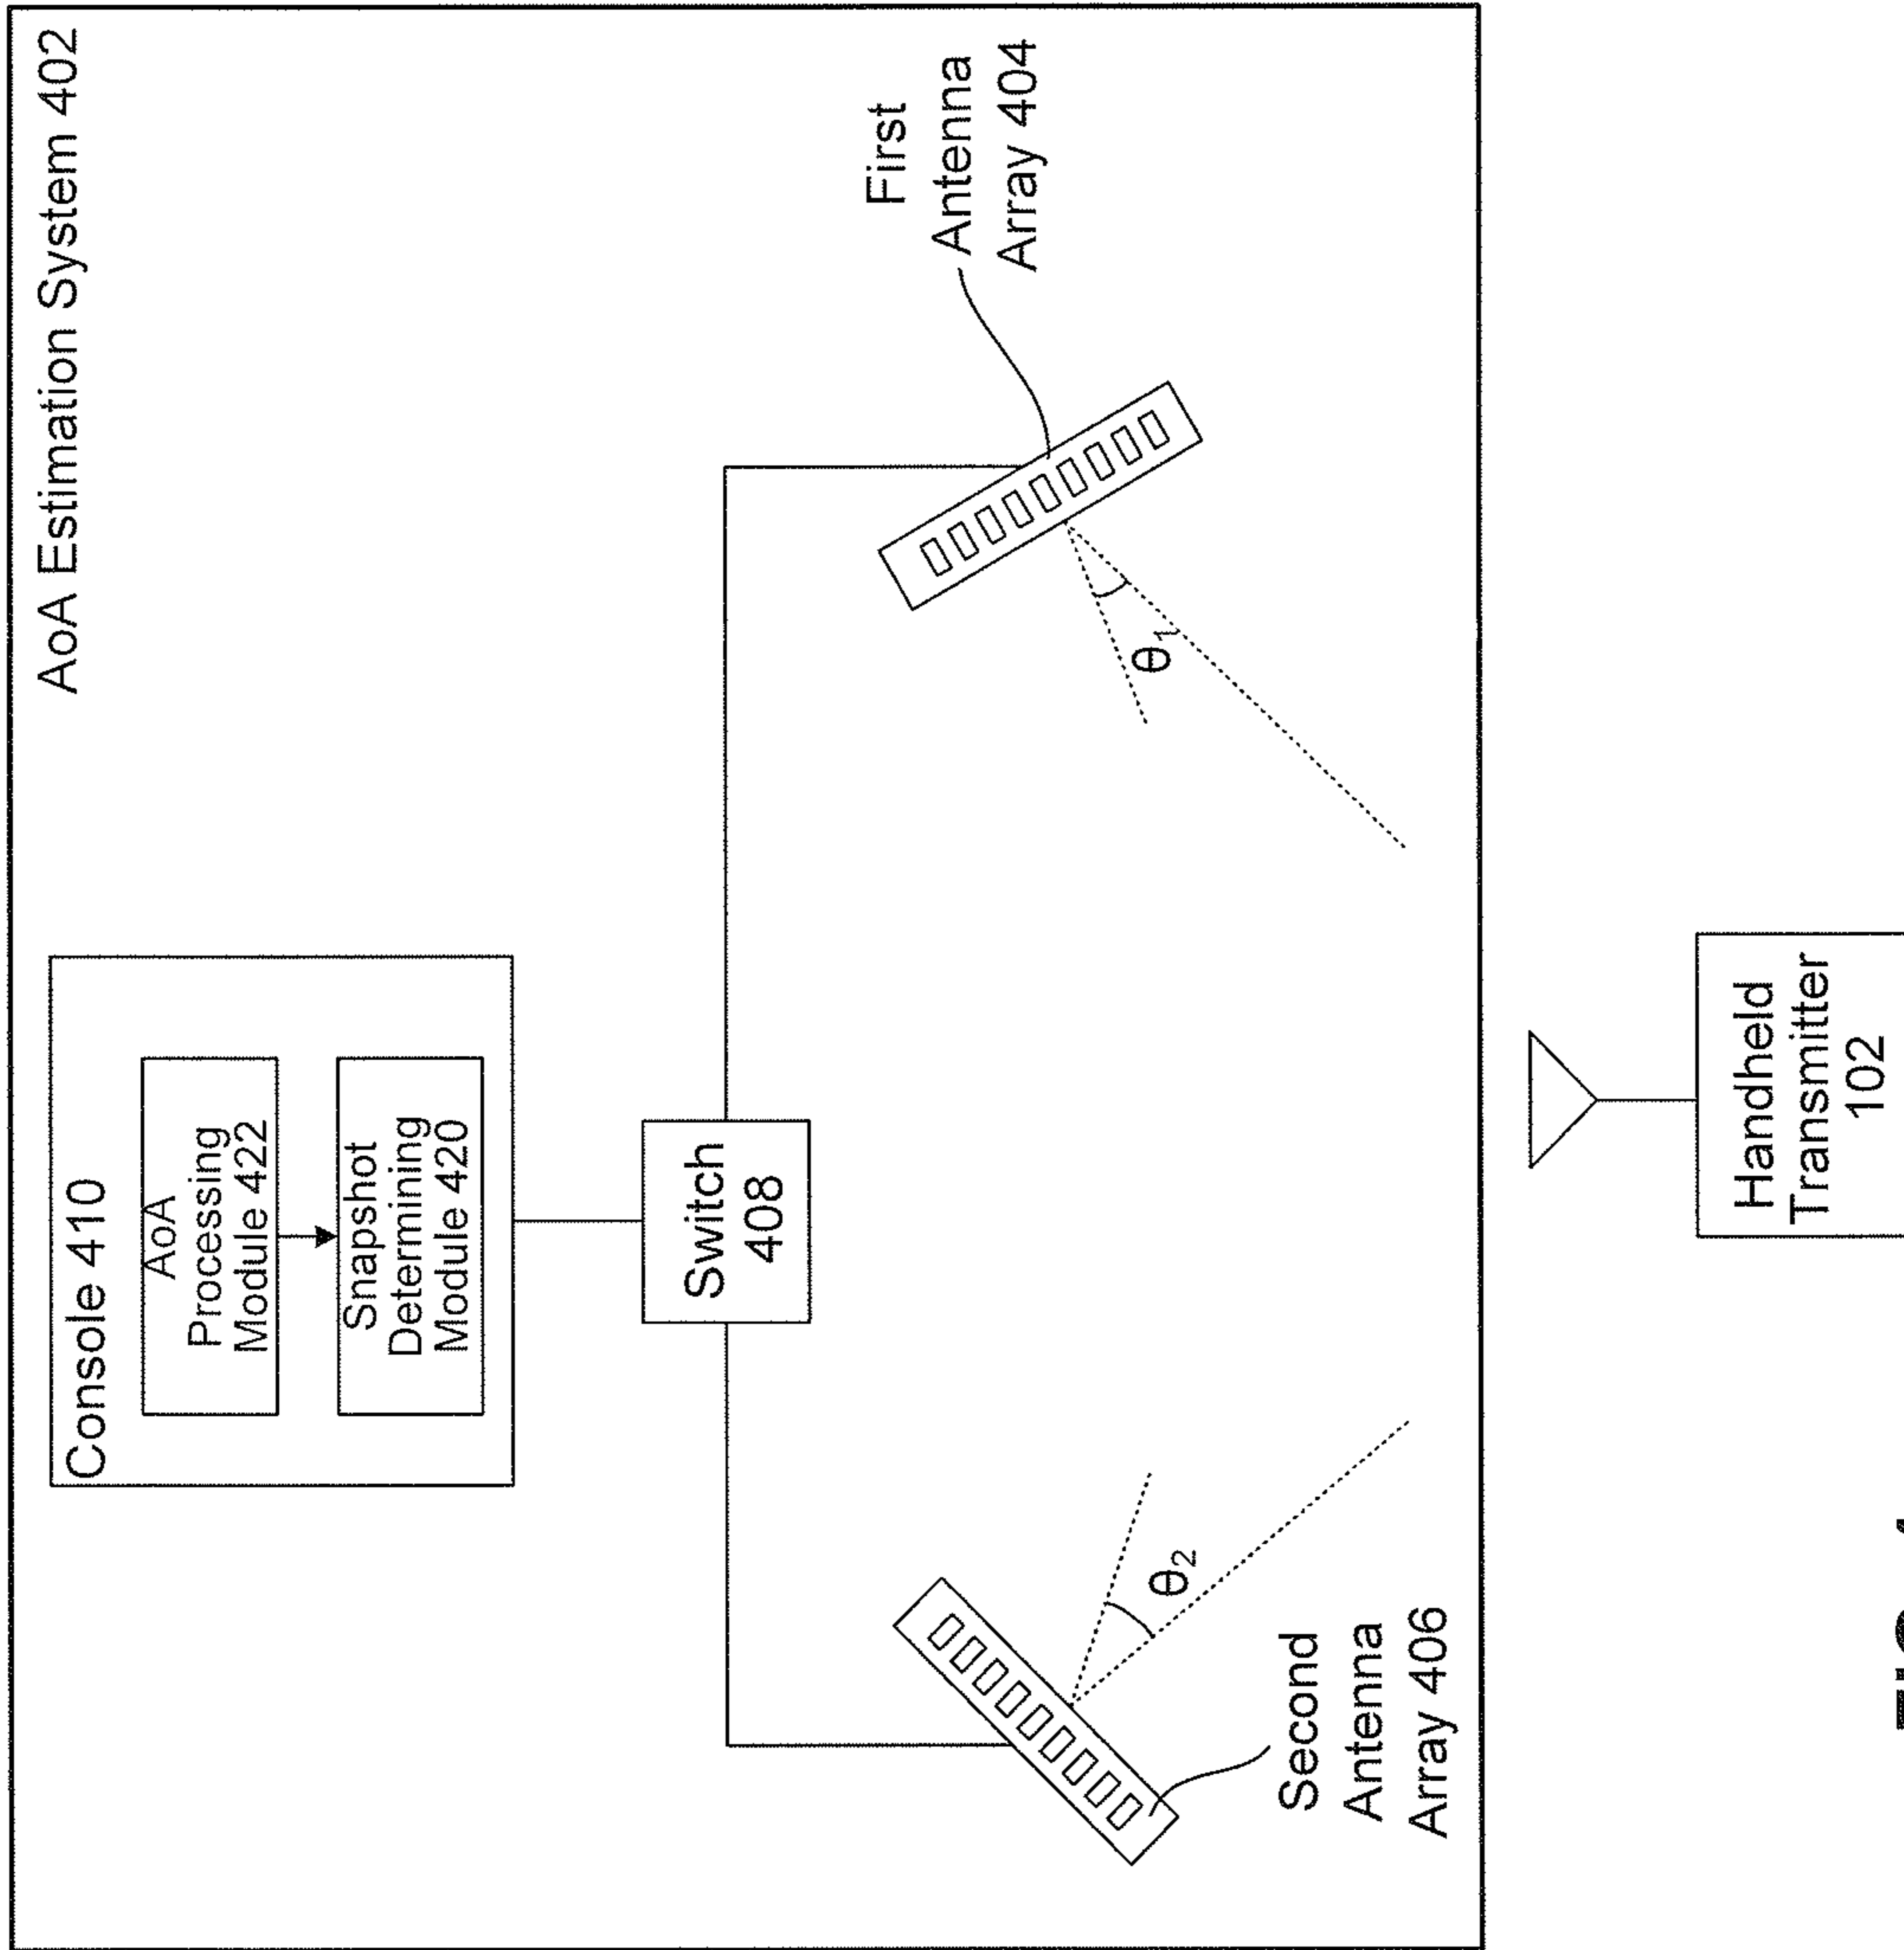 AoA Estimation System 402
Console 410
AoA
Processing
Module 422
Snapshot
Determining
Module 420
Switch
408
First
Antenna
Array 404
θ1
θ2
Second
Antenna
Array 406
Handheld
Transmitter
102